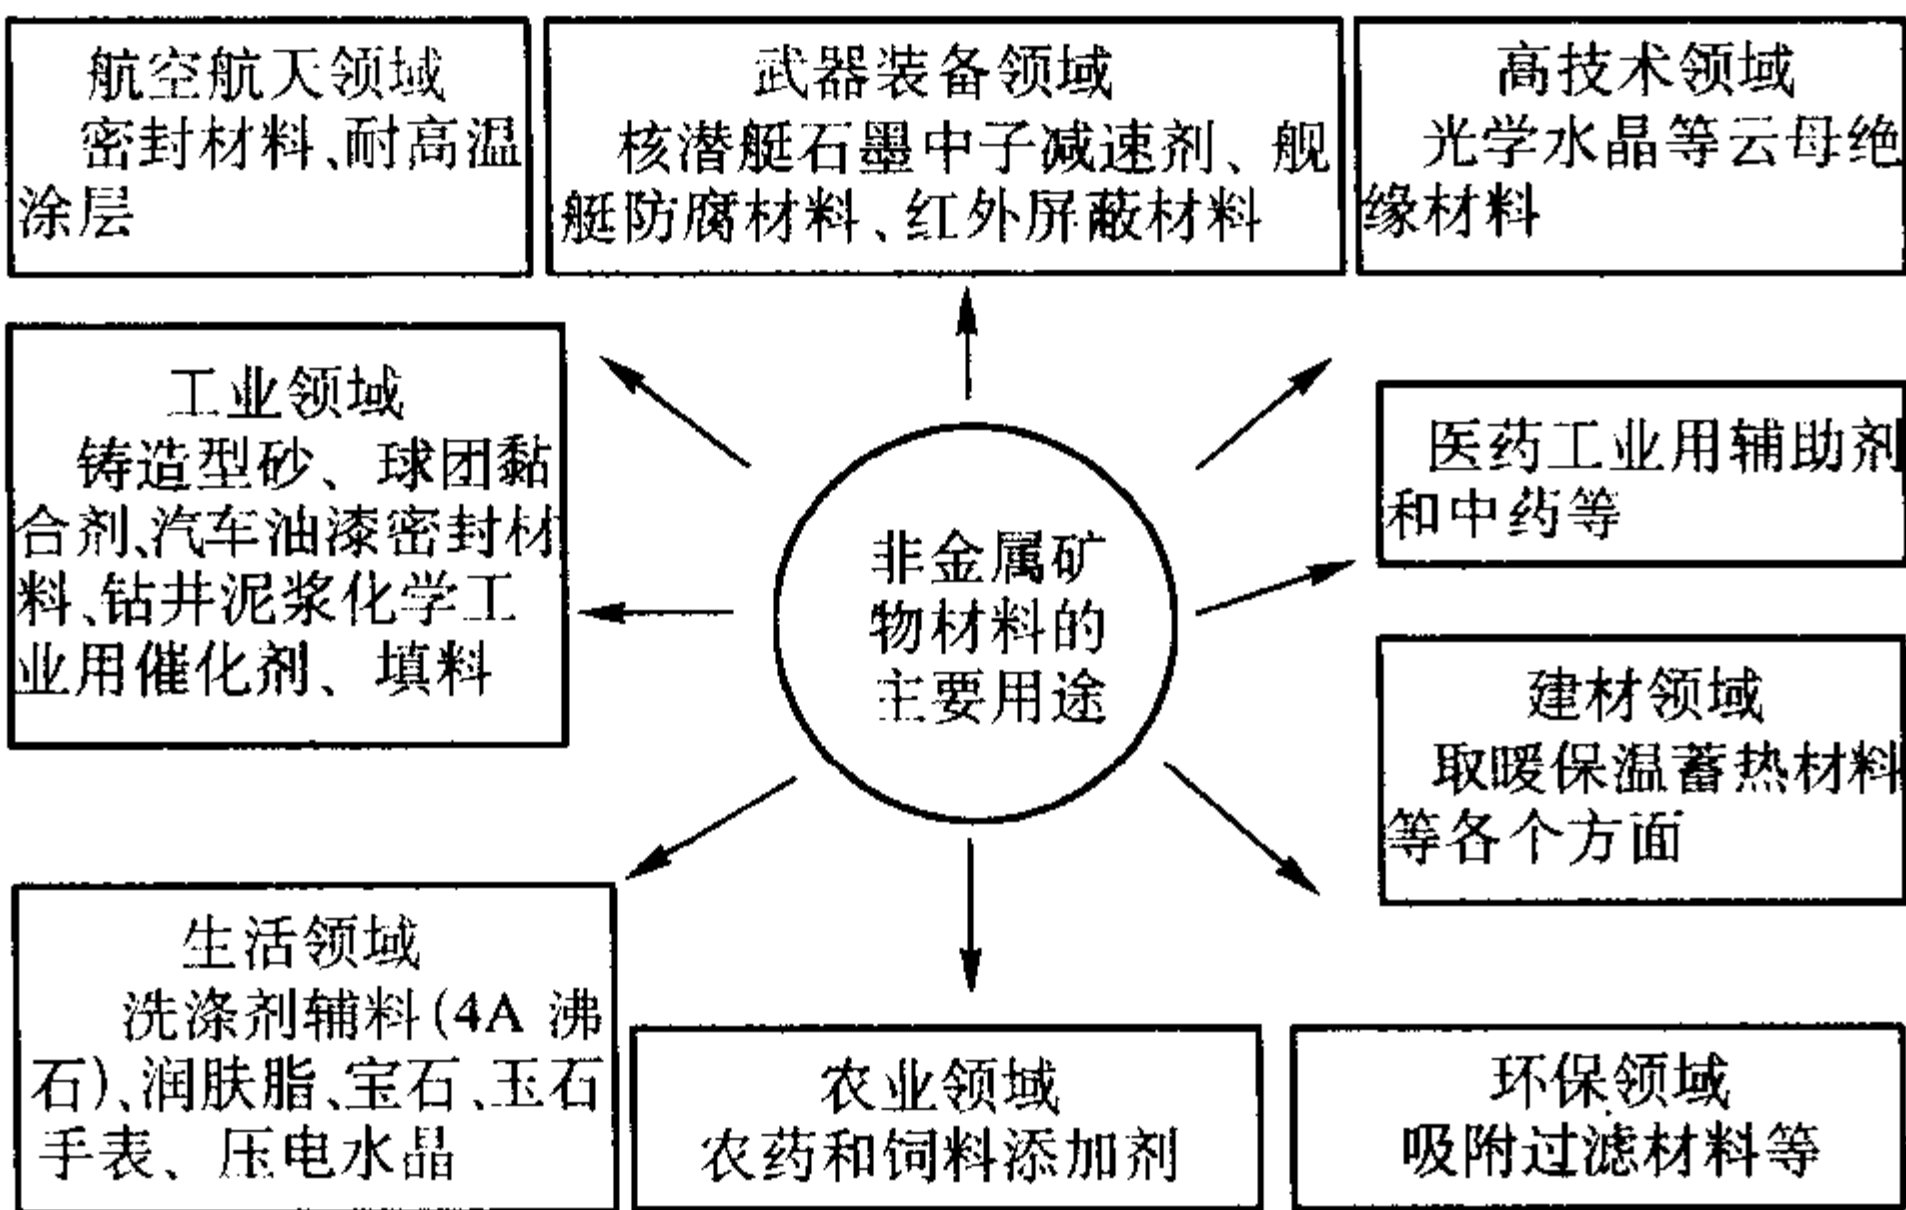 航空航天领域
密封材料、耐高温
涂层
武器装备领域
核潜艇石墨中子减速剂、舰
艇防腐材料、红外屏蔽材料
高技术领域
光学水晶等云母绝
缘材料
工业领域
铸造型砂、球团黏
合剂、汽车油漆密封材
料、钻井泥浆化学工
业用催化剂、填料
非金属矿
物材料的
主要用途
医药工业用辅助剂
和中药等
建材领域
取暖保温蓄热材料
等各个方面
生活领域
洗涤剂辅料(4A 沸
石)、润肤脂、宝石、玉石
手表、压电水晶
农业领域
农药和饲料添加剂
环保领域
吸附过滤材料等